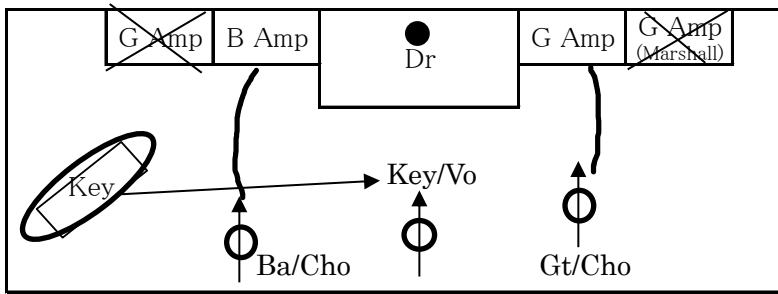 G Amp
B Amp
Dr
G Amp
G Amp
(Marshall)
Key
Key/Vo
Ba/Cho
Gt/Cho